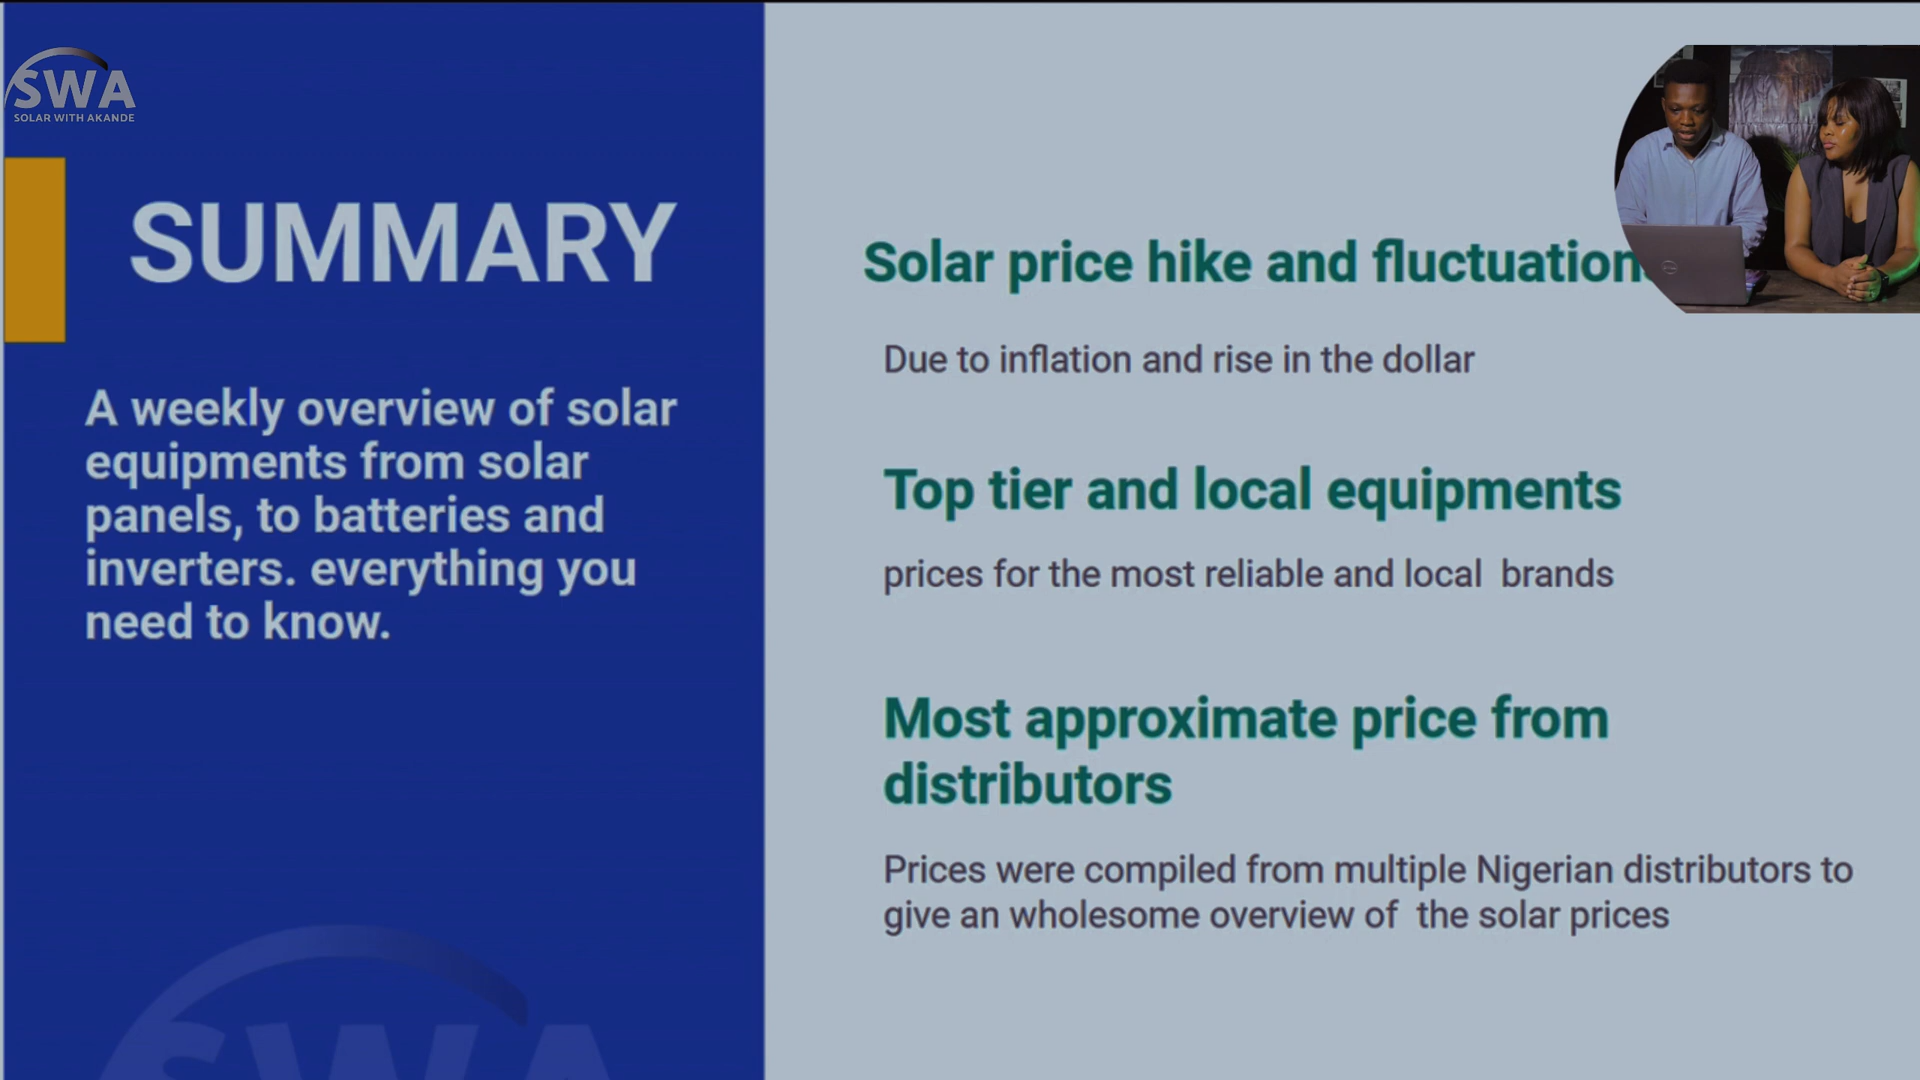 SWA
SOLAR WITH AKANDE
SUMMARY
A weekly overview of solar
equipments from solar
panels, to batteries and
inverters. everything you
need to know.
Solar price hike and fluctuation
Due to inflation and rise in the dollar
Top tier and local equipments
prices for the most reliable and local brands
Most approximate price from
distributors
Prices were compiled from multiple Nigerian distributors to
give an wholesome overview of the solar prices
SWA